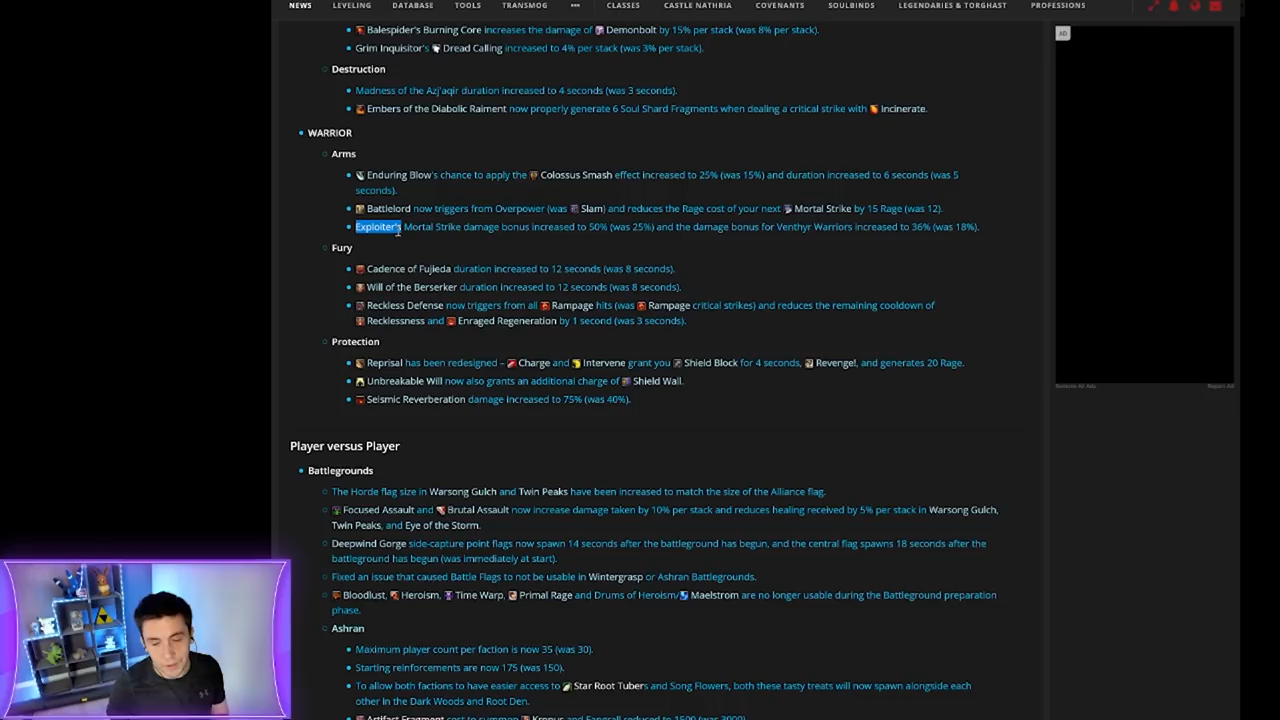 NEWS LEVELING DATABASE TOOLS TRANSMOG ••• CLASSES CASTLE NATHRIA COVENANTS SOULBINDS LEGENDARIES & TORGHAST PROFESSIONS
Balespider's Burning Core increases the damage of Demonbolt by 15% per stack (was 8% per stack).
Grim Inquisitor's Dread Calling increased to 4% per stack (was 3% per stack).
Destruction
Madness of the Azj'aqir duration increased to 4 seconds (was 3 seconds).
Embers of the Diabolic Raiment now properly generate 6 Soul Shard Fragments when dealing a critical strike with Incinerate.
WARRIOR
Arms
Enduring Blow's chance to apply the Colossus Smash effect increased to 25% (was 15%) and duration increased to 6 seconds (was 5
seconds).
Battlelord now triggers from Overpower (was Slam) and reduces the Rage cost of your next Mortal Strike by 15 Rage (was 12).
Exploiter's Mortal Strike damage bonus increased to 50% (was 25%) and the damage bonus for Venthyr Warriors increased to 36% (was 18%).
Fury
Cadence of Fujieda duration increased to 12 seconds (was 8 seconds).
Will of the Berserker duration increased to 12 seconds (was 8 seconds).
Reckless Defense now triggers from all Rampage hits (was Rampage critical strikes) and reduces the remaining cooldown of
Recklessness and Enraged Regeneration by 1 second (was 3 seconds).
Protection
Reprisal has been redesigned – Charge and Intervene grant you Shield Block for 4 seconds, Revenge!, and generates 20 Rage.
Unbreakable Will now also grants an additional charge of Shield Wall.
Seismic Reverberation damage increased to 75% (was 40%).
Player versus Player
Battlegrounds
The Horde flag size in Warsong Gulch and Twin Peaks have been increased to match the size of the Alliance flag.
Focused Assault and Brutal Assault now increase damage taken by 10% per stack and reduces healing received by 5% per stack in Warsong Gulch,
Twin Peaks, and Eye of the Storm.
Deepwind Gorge side-capture point flags now spawn 14 seconds after the battleground has begun, and the central flag spawns 18 seconds after the
battleground has begun (was immediately at start).
Fixed an issue that caused Battle Flags to not be usable in Wintergrasp or Ashran Battlegrounds.
Bloodlust, Heroism, Time Warp, Primal Rage and Drums of Heroism/ Maelstrom are no longer usable during the Battleground preparation
phase.
Ashran
Maximum player count per faction is now 35 (was 30).
Starting reinforcements are now 175 (was 150).
To allow both factions to have easier access to Star Root Tubers and Song Flowers, both these tasty treats will now spawn alongside each
other in the Dark Woods and Root Den.
Artifact Fragment cost to summon Kronus and Fangraal reduced to 1500 (was 3000).
AD
Remove All Ads
Report Ad